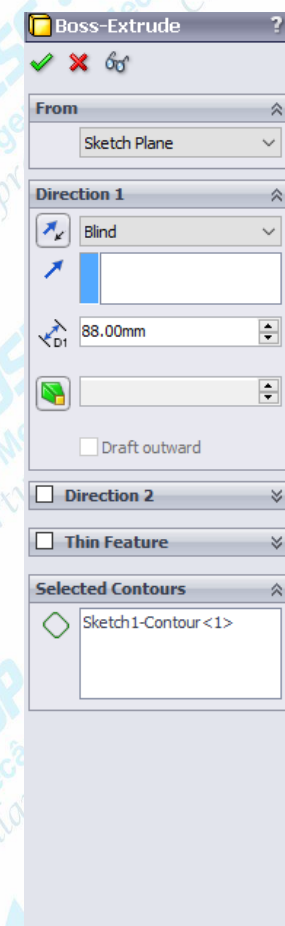 Boss-Extrude ?
From
Sketch Plane
Direction 1
Blind
D1 88.00mm
Draft outward
Direction 2
Thin Feature
Selected Contours
Sketch1-Contour<1>